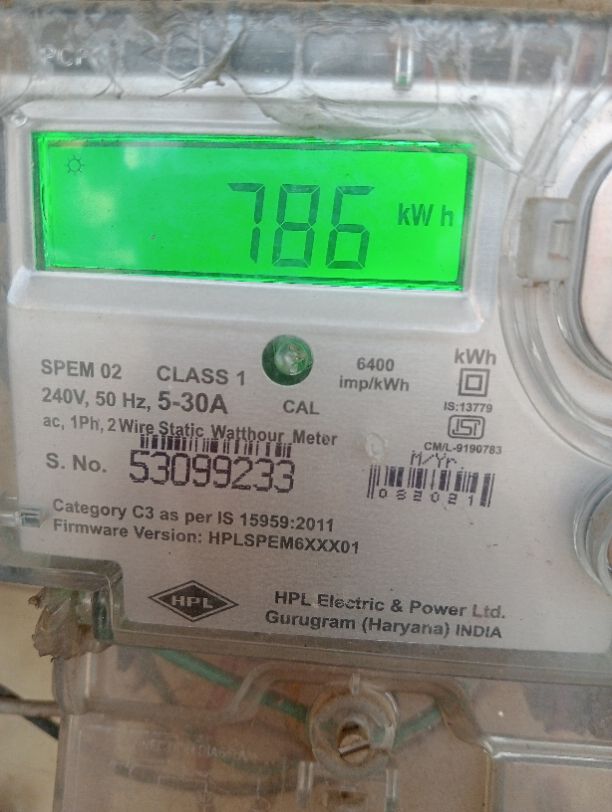 786 kWh
SPEM 02 CLASS 1
6400
imp/kWh
kWh
240V, 50 Hz, 5-30A
CAL
IS:13779
ac, 1Ph, 2 Wire Static Watthour Meter
CM/L-9190783
M/Yr.
S. No. 53099233
082021
Category C3 as per IS 15959:2011
Firmware Version: HPLSPEM6XXX01
HPL
HPL Electric & Power Ltd.
Gurugram (Haryana) INDIA